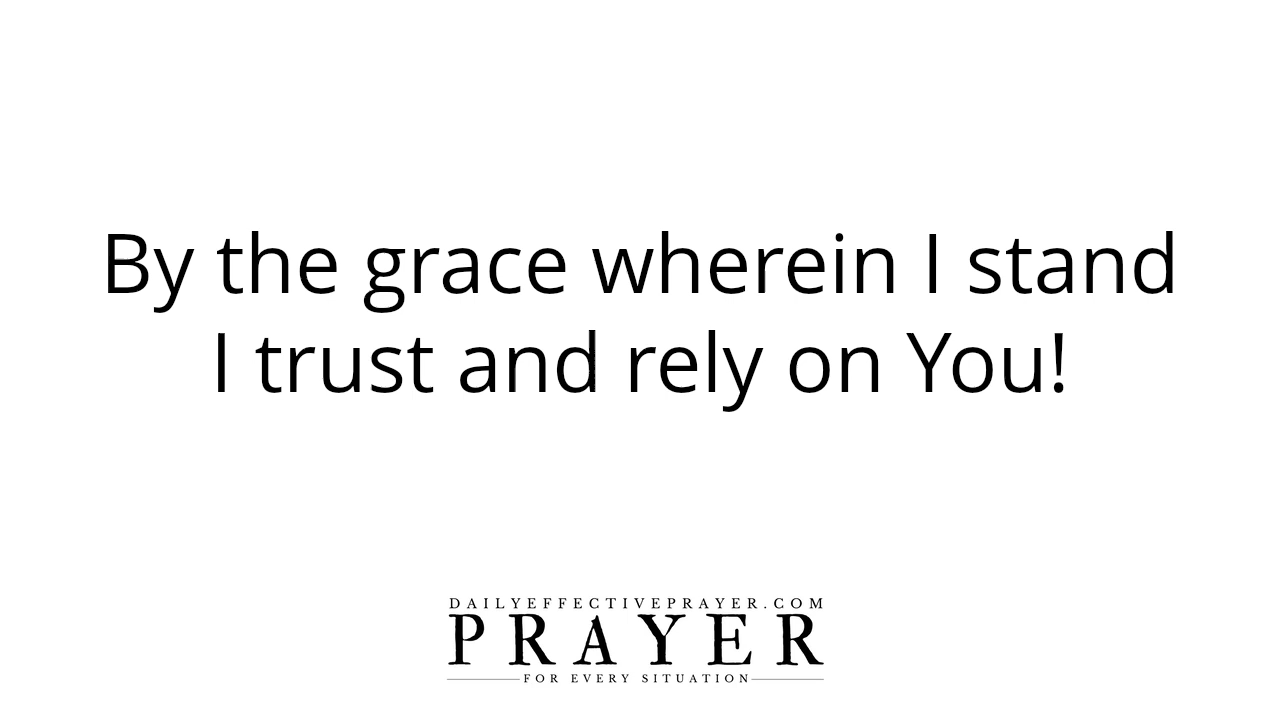 By the grace wherein I stand
I trust and rely on You!
DAILYEFFECTIVEPRAYER.COM
PRAYER
FOR EVERY SITUATION